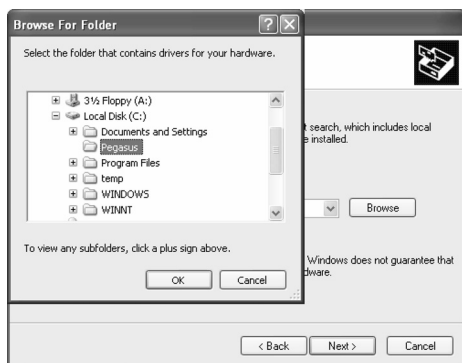 Browse For Folder
Select the folder that contains drivers for your hardware.
3½ Floppy (A:)
Local Disk (C:)
Documents and Settings
Pegasus
Program Files
temp
WINDOWS
WINNT
To view any subfolders, click a plus sign above.
OK Cancel
t search, which includes local
e installed.
Browse
Windows does not guarantee that
dware.
< Back Next > Cancel